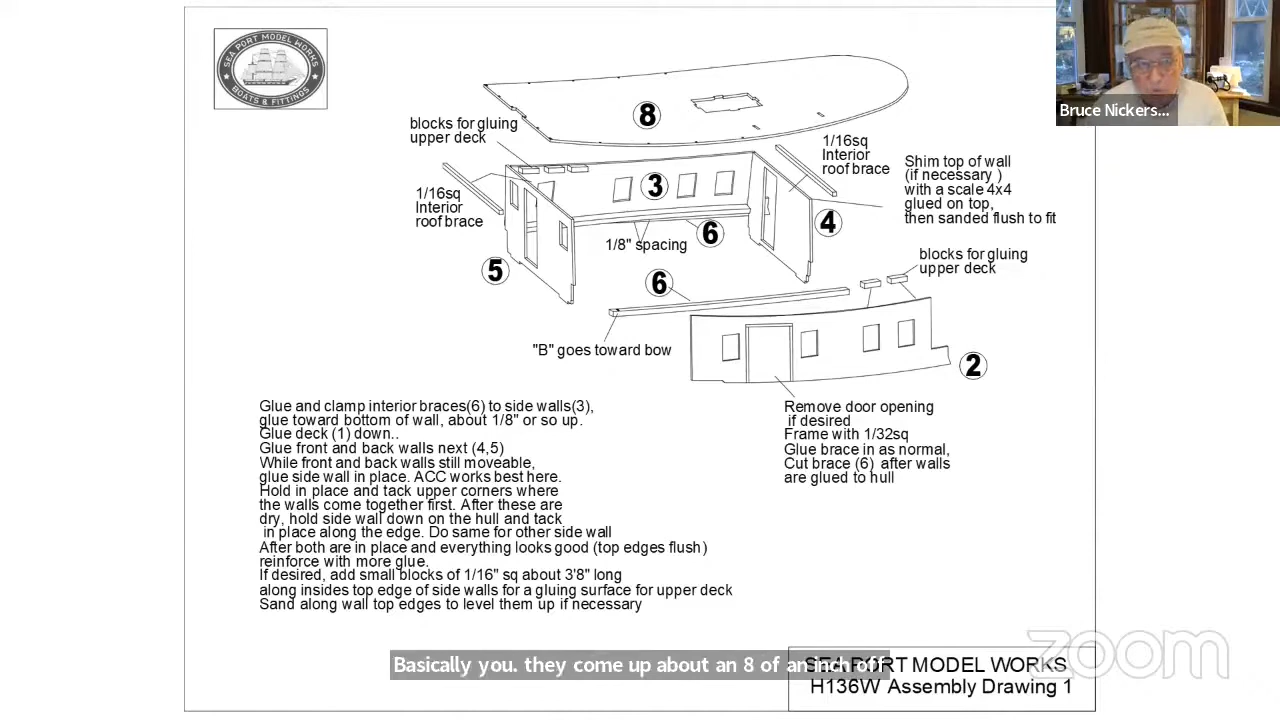 SEA PORT MODEL WORKS
BOATS & FITTINGS
Bruce Nickers...
8
blocks for gluing
upper deck
1/16sq
Interior
roof brace
3
1/16sq
Interior
roof brace
Shim top of wall
(if necessary )
with a scale 4x4
glued on top,
then sanded flush to fit
4
6
1/8" spacing
5
blocks for gluing
upper deck
6
"B" goes toward bow
2
Glue and clamp interior braces(6) to side walls(3),
glue toward bottom of wall, about 1/8" or so up.
Glue deck (1) down..
Glue front and back walls next (4,5)
While front and back walls still moveable,
glue side wall in place. ACC works best here.
Hold in place and tack upper corners where
the walls come together first. After these are
dry, hold side wall down on the hull and tack
in place along the edge. Do same for other side wall
After both are in place and everything looks good (top edges flush)
reinforce with more glue.
If desired, add small blocks of 1/16" sq about 3'8" long
along insides top edge of side walls for a gluing surface for upper deck
Sand along wall top edges to level them up if necessary
Remove door opening
if desired
Frame with 1/32sq
Glue brace in as normal,
Cut brace (6) after walls
are glued to hull
Basically you. they come up about an 8 of an inch off
SEA PORT MODEL WORKS
H136W Assembly Drawing 1
zoom